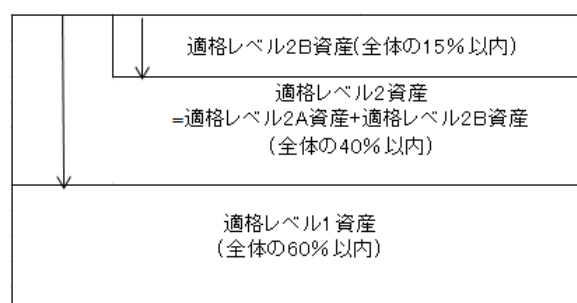 適格レベル2B資産(全体の15%以内)
適格レベル2資産
=適格レベル2A資産+適格レベル2B資産
(全体の40%以内)
適格レベル1資産
(全体の60%以内)